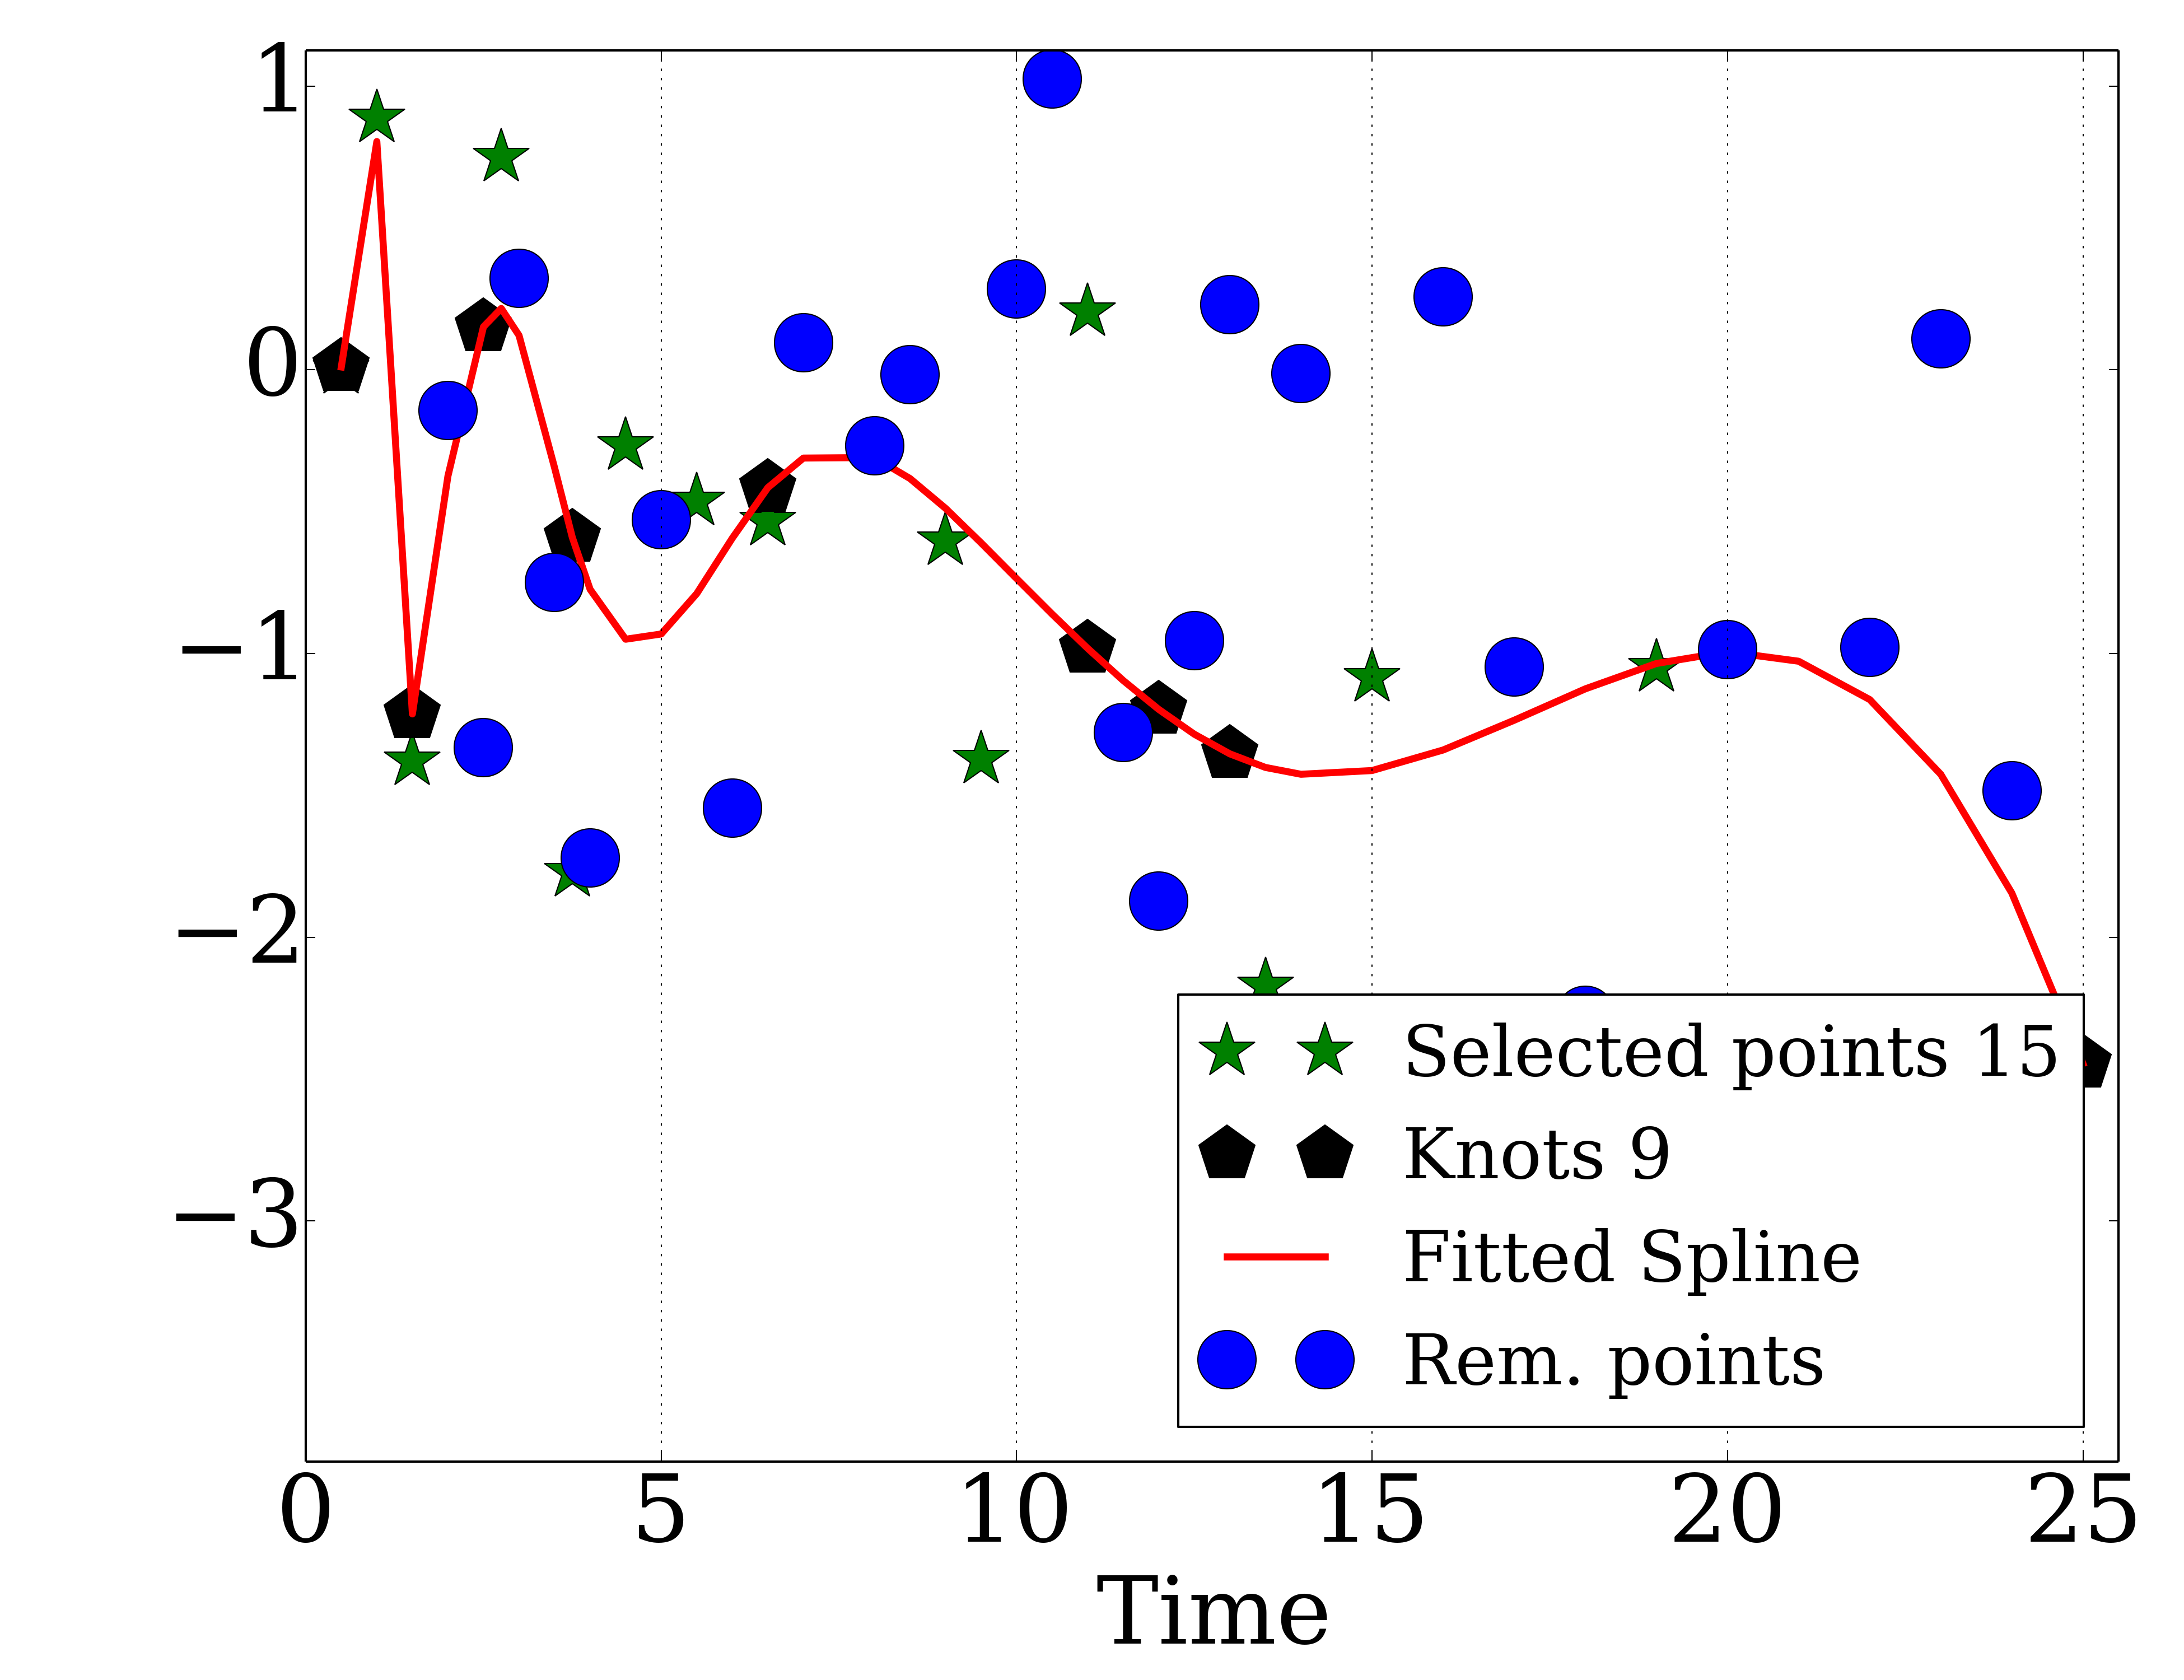 1
0
−1
−2
−3
Selected points 15
Knots 9
Fitted Spline
Rem. points
0 5 10 15 20 25
Time